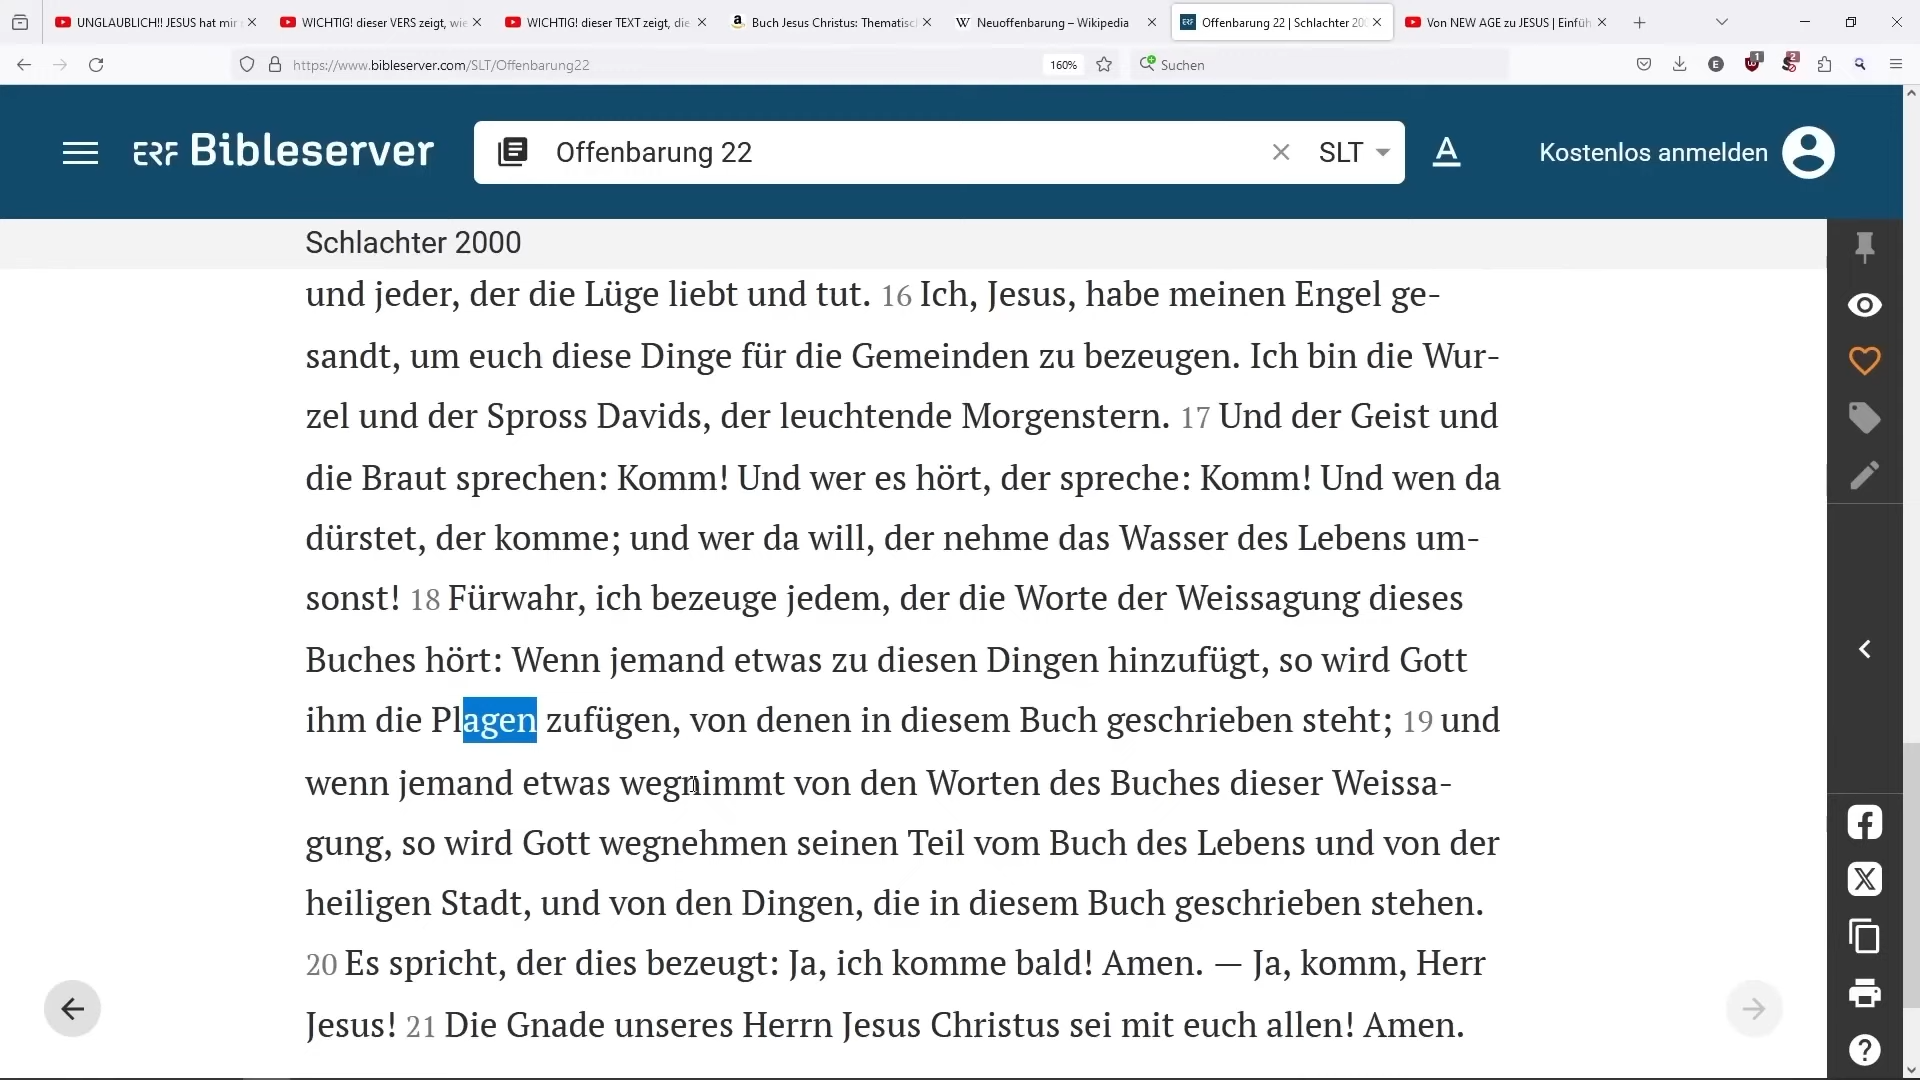 UNGLAUBLICH!! JESUS hat mir
WICHTIG! dieser VERS zeigt, wie
WICHTIG! dieser TEXT zeigt, die
Buch Jesus Christus: Thematisc
Neuoffenbarung – Wikipedia
Offenbarung 22 | Schlachter 200
Von NEW AGE zu JESUS | Einfüh
https://www.bibleserver.com/SLT/Offenbarung22
160%
Suchen
1
2
ERF Bibleserver
Offenbarung 22
SLT
A
Kostenlos anmelden
Schlachter 2000
und jeder, der die Lüge liebt und tut. 16 Ich, Jesus, habe meinen Engel ge-
sandt, um euch diese Dinge für die Gemeinden zu bezeugen. Ich bin die Wur-
zel und der Spross Davids, der leuchtende Morgenstern. 17 Und der Geist und
die Braut sprechen: Komm! Und wer es hört, der spreche: Komm! Und wen da
dürstet, der komme; und wer da will, der nehme das Wasser des Lebens um-
sonst! 18 Fürwahr, ich bezeuge jedem, der die Worte der Weissagung dieses
Buches hört: Wenn jemand etwas zu diesen Dingen hinzufügt, so wird Gott
ihm die Plagen zufügen, von denen in diesem Buch geschrieben steht; 19 und
wenn jemand etwas wegnimmt von den Worten des Buches dieser Weissa-
gung, so wird Gott wegnehmen seinen Teil vom Buch des Lebens und von der
heiligen Stadt, und von den Dingen, die in diesem Buch geschrieben stehen.
20 Es spricht, der dies bezeugt: Ja, ich komme bald! Amen. — Ja, komm, Herr
Jesus! 21 Die Gnade unseres Herrn Jesus Christus sei mit euch allen! Amen.